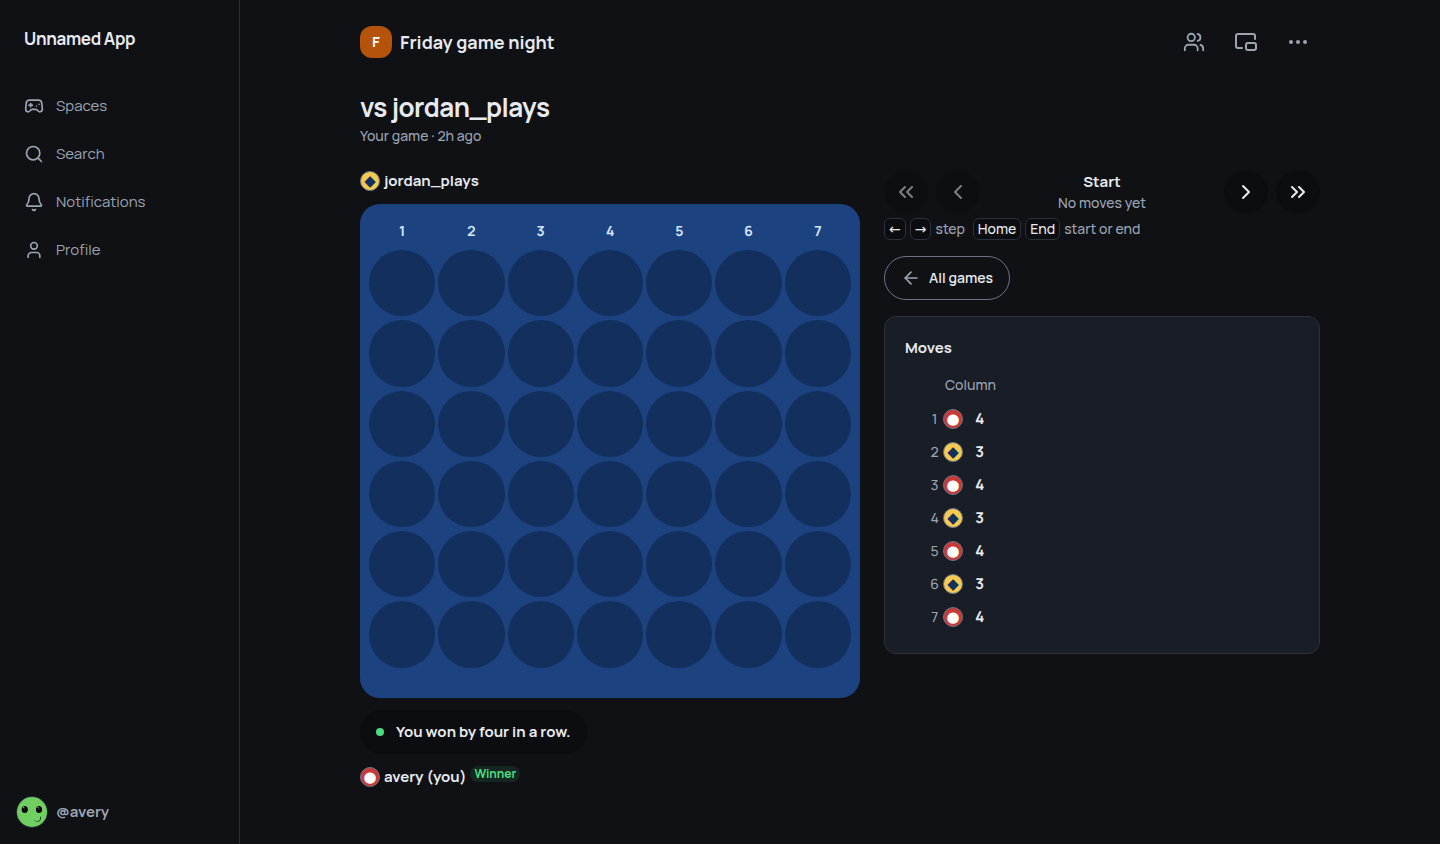 Unnamed App
Spaces
Search
Notifications
Profile
@avery
F Friday game night
vs jordan_plays
Your game · 2h ago
jordan_plays
1 2 3 4 5 6 7
You won by four in a row.
avery (you) Winner
Start
No moves yet
← → step Home End start or end
All games
Moves
Column
1 4
2 3
3 4
4 3
5 4
6 3
7 4